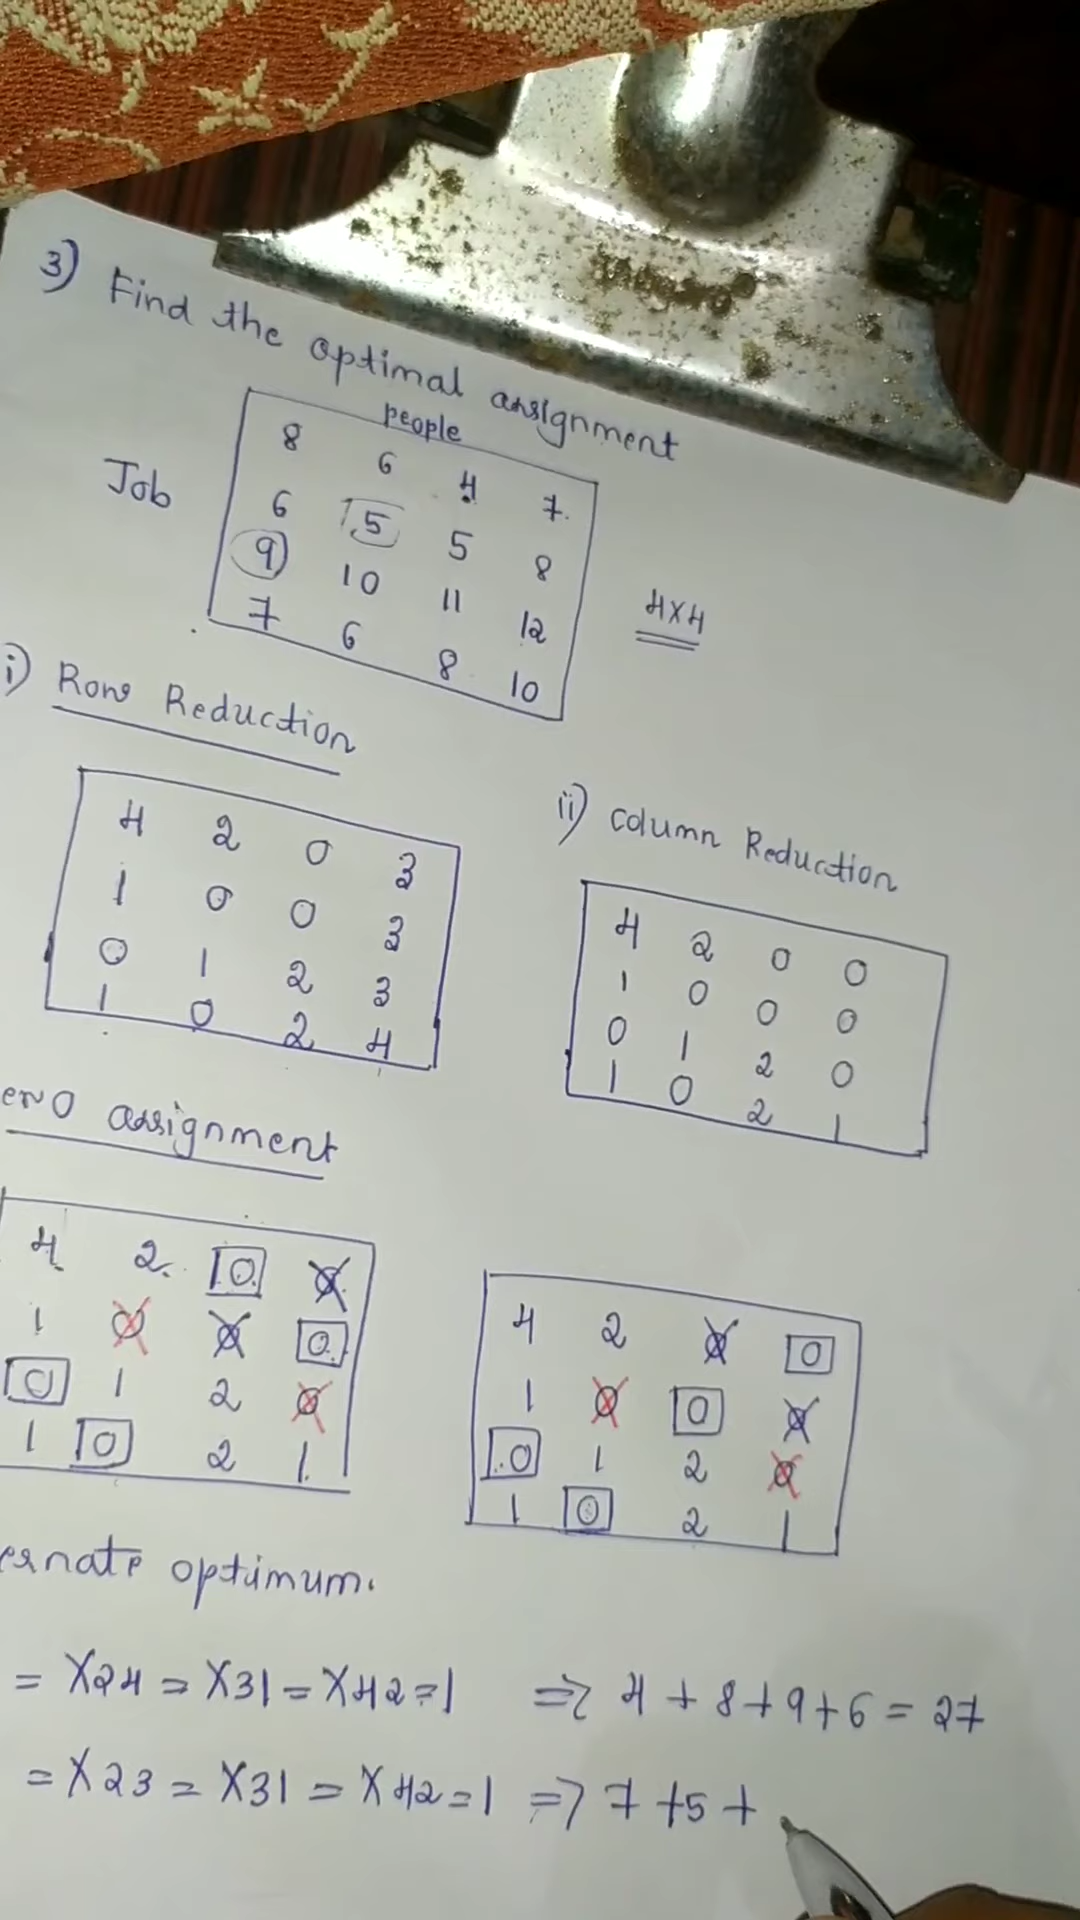 3) Find the optimal assignment
people
Job
8 6 4 7
6 5 5 8
9 10 11 12
7 6 8 10
4x4
i) Row Reduction
4 2 0 3
1 0 0 3
0 1 2 3
1 0 2 4
ii) Column Reduction
4 2 0 0
1 0 0 0
0 1 2 0
1 0 2 1
ero assignment
4 2 0 0
1 0 0 0
0 1 2 0
1 0 2 1
4 2 0 0
1 0 0 0
0 1 2 0
1 0 2 1
ernate optimum.
= X24 = X31 = X42 = 1 => 4 + 8 + 9 + 6 = 27
= X23 = X31 = X42 = 1 => 7 + 5 +